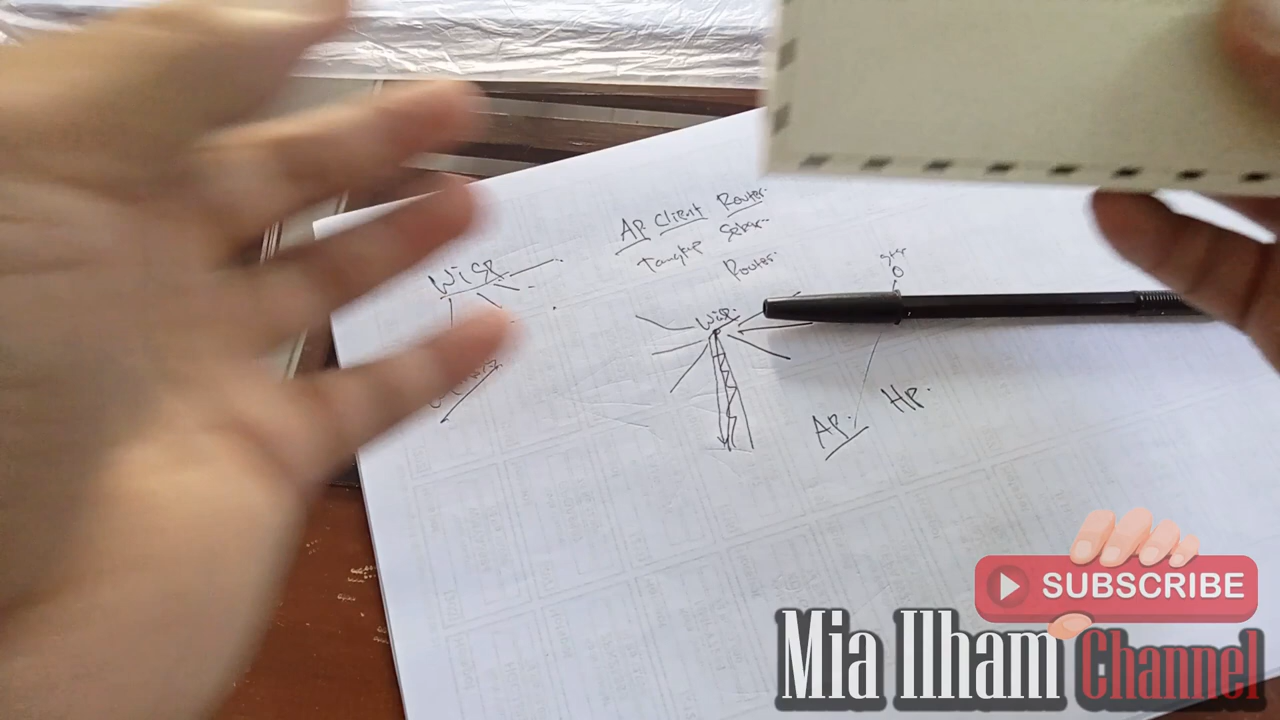 AP Client Router
Tangkap Sebar
Router
WISP
WISP
AP.
HP.
SUBSCRIBE
Mia Ilham Channel